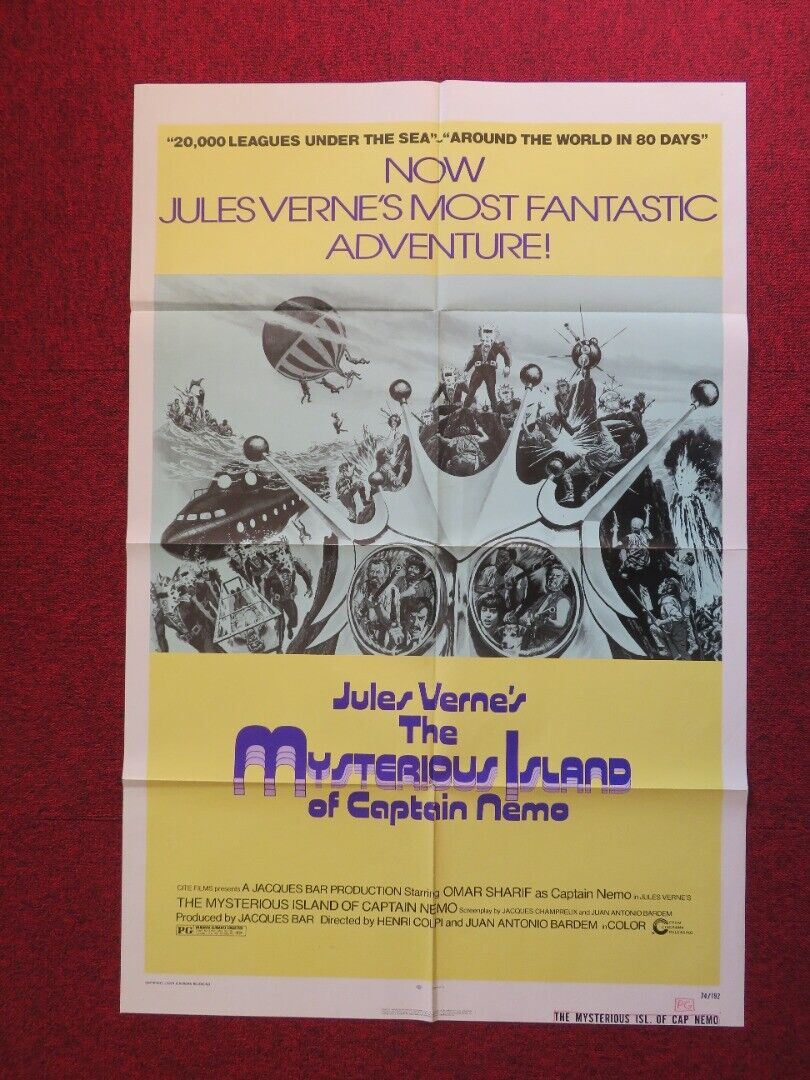 "20,000 LEAGUES UNDER THE SEA"-"AROUND THE WORLD IN 80 DAYS"
NOW
JULES VERNE'S MOST FANTASTIC
ADVENTURE!
Jules Verne's
The
Mysterious Island
of Captain Nemo
CITE FILMS presents A JACQUES BAR PRODUCTION Starring OMAR SHARIF as Captain Nemo in JULES VERNE'S
THE MYSTERIOUS ISLAND OF CAPTAIN NEMO Screenplay by JACQUES CHAMPREUX and JUAN ANTONIO BARDEM
Produced by JACQUES BAR Directed by HENRI COLPI and JUAN ANTONIO BARDEM in COLOR
PG
74/192
PG
THE MYSTERIOUS ISL. OF CAP NEMO